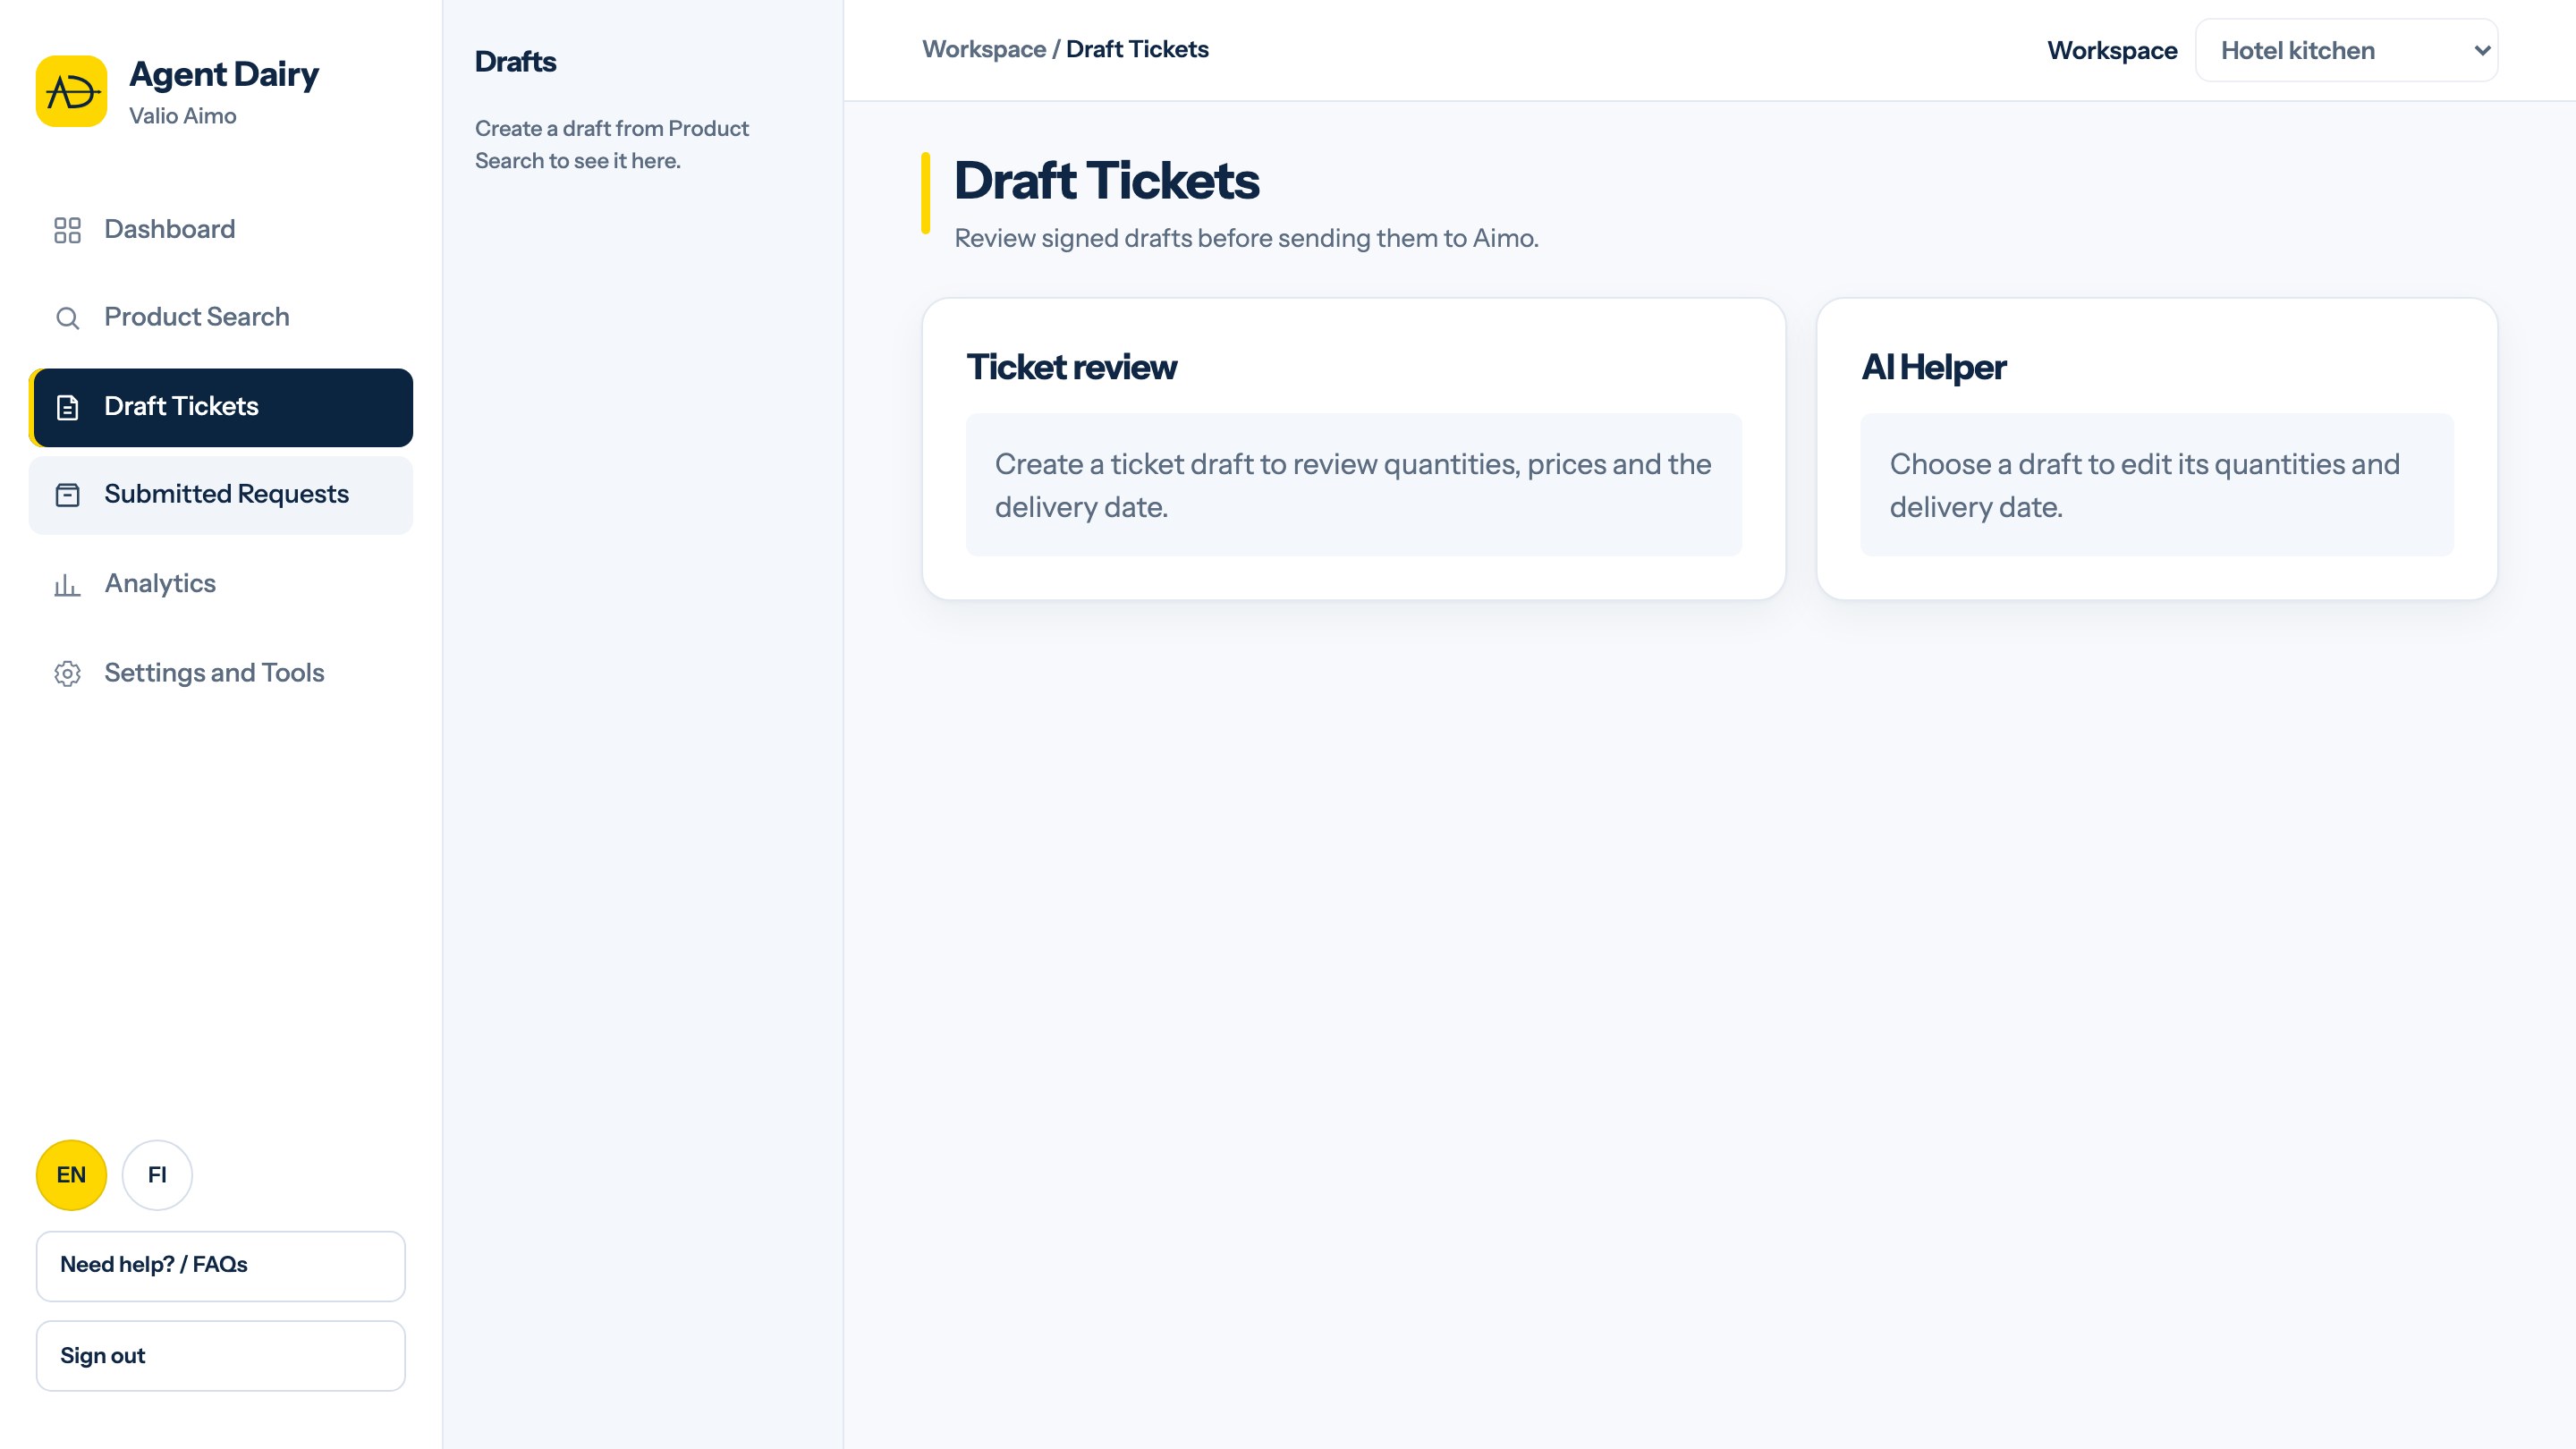 Agent Dairy
Valio Aimo
Dashboard
Product Search
Draft Tickets
Submitted Requests
Analytics
Settings and Tools
EN
FI
Need help? / FAQs
Sign out
Drafts
Create a draft from Product
Search to see it here.
Workspace / Draft Tickets
Workspace
Hotel kitchen
Draft Tickets
Review signed drafts before sending them to Aimo.
Ticket review
Create a ticket draft to review quantities, prices and the
delivery date.
AI Helper
Choose a draft to edit its quantities and
delivery date.